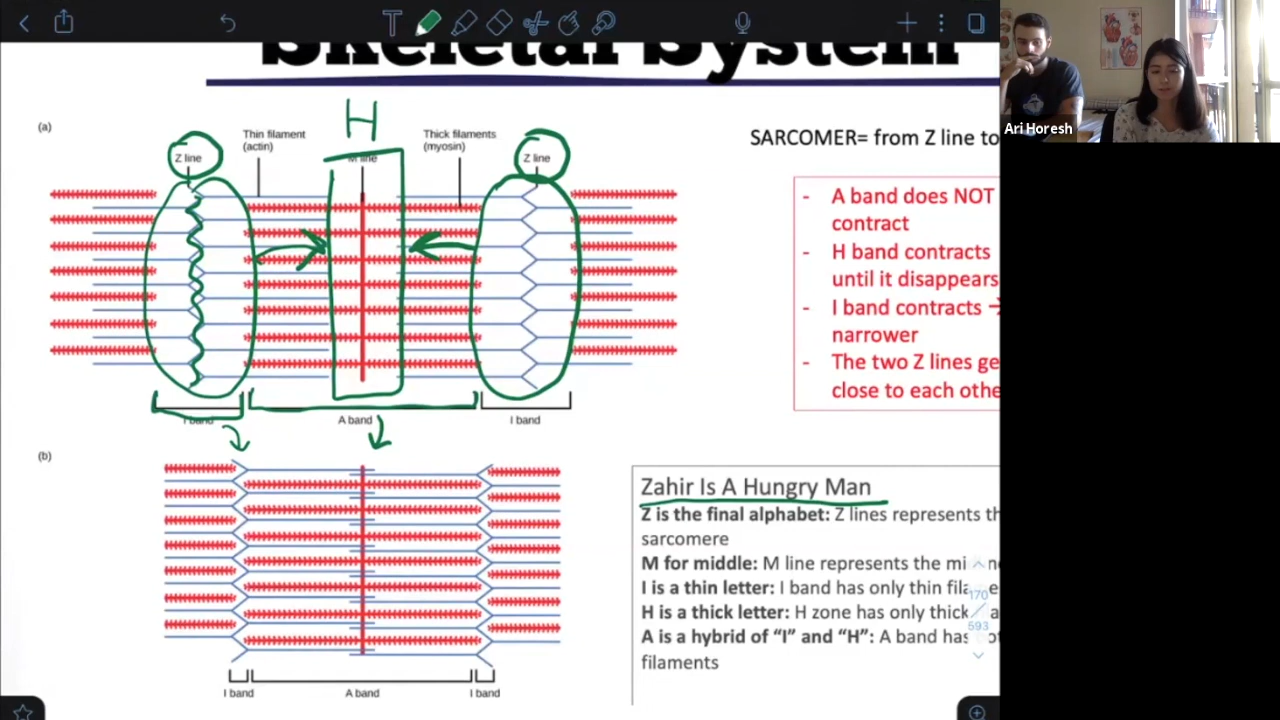 Skeletal System
H
(a)
Thin filament
(actin)
Thick filaments
(myosin)
Z line
M line
Z line
SARCOMER= from Z line to
- A band does NOT
contract
- H band contracts
until it disappears
- I band contracts →
narrower
- The two Z lines ge
close to each othe
I band
A band
I band
(b)
Zahir Is A Hungry Man
Z is the final alphabet: Z lines represents th
sarcomere
M for middle: M line represents the mi
I is a thin letter: I band has only thin fila
H is a thick letter: H zone has only thick
A is a hybrid of “I” and “H”: A band has
filaments
I band
A band
I band
170
593
Ari Horesh